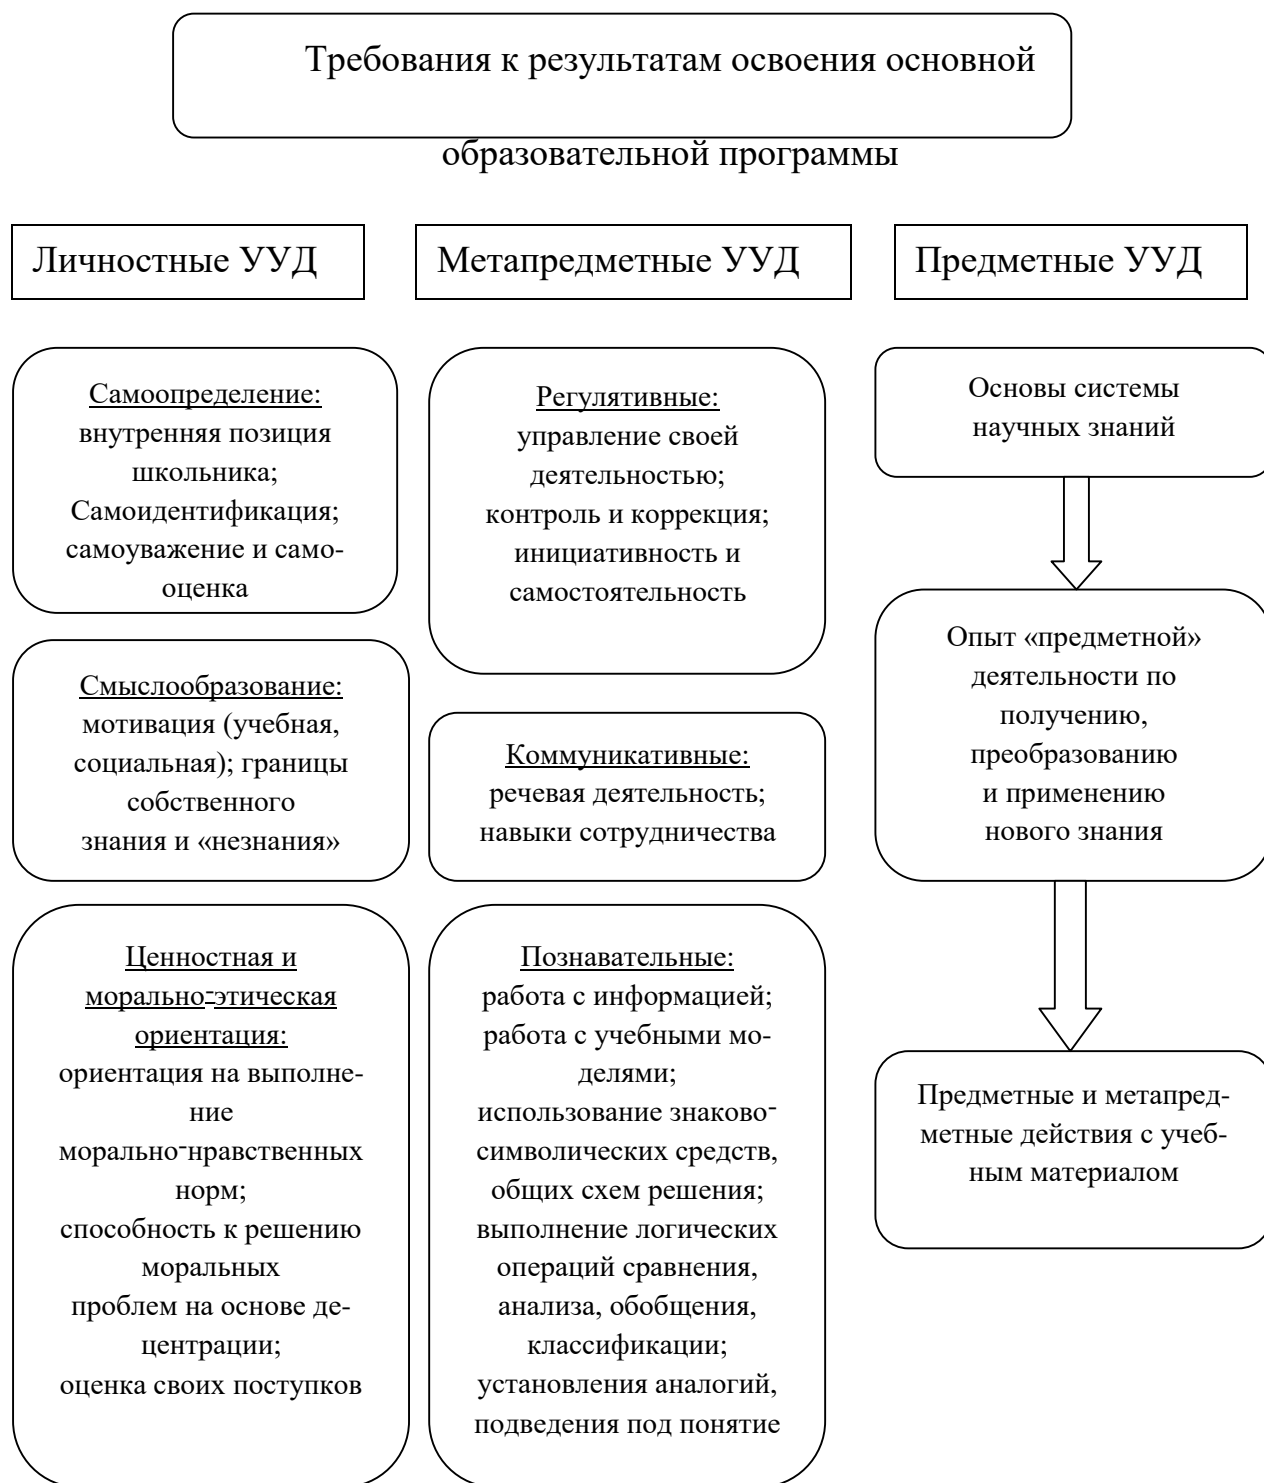 Требования к результатам освоения основной
образовательной программы
Личностные УУД
Метапредметные УУД
Предметные УУД
Самоопределение:
внутренняя позиция
школьника;
Самоидентификация;
самоуважение и само-
оценка
Смыслообразование:
мотивация (учебная,
социальная); границы
собственного
знания и «незнания»
Ценностная и
морально-этическая
ориентация:
ориентация на выполне-
ние
морально-нравственных
норм;
способность к решению
моральных
проблем на основе де-
центрации;
оценка своих поступков
Регулятивные:
управление своей
деятельностью;
контроль и коррекция;
инициативность и
самостоятельность
Коммуникативные:
речевая деятельность;
навыки сотрудничества
Познавательные:
работа с информацией;
работа с учебными мо-
делями;
использование знаково-
символических средств,
общих схем решения;
выполнение логических
операций сравнения,
анализа, обобщения,
классификации;
установления аналогий,
подведения под понятие
Основы системы
научных знаний
Опыт «предметной»
деятельности по
получению,
преобразованию
и применению
нового знания
Предметные и метапред-
метные действия с учеб-
ным материалом